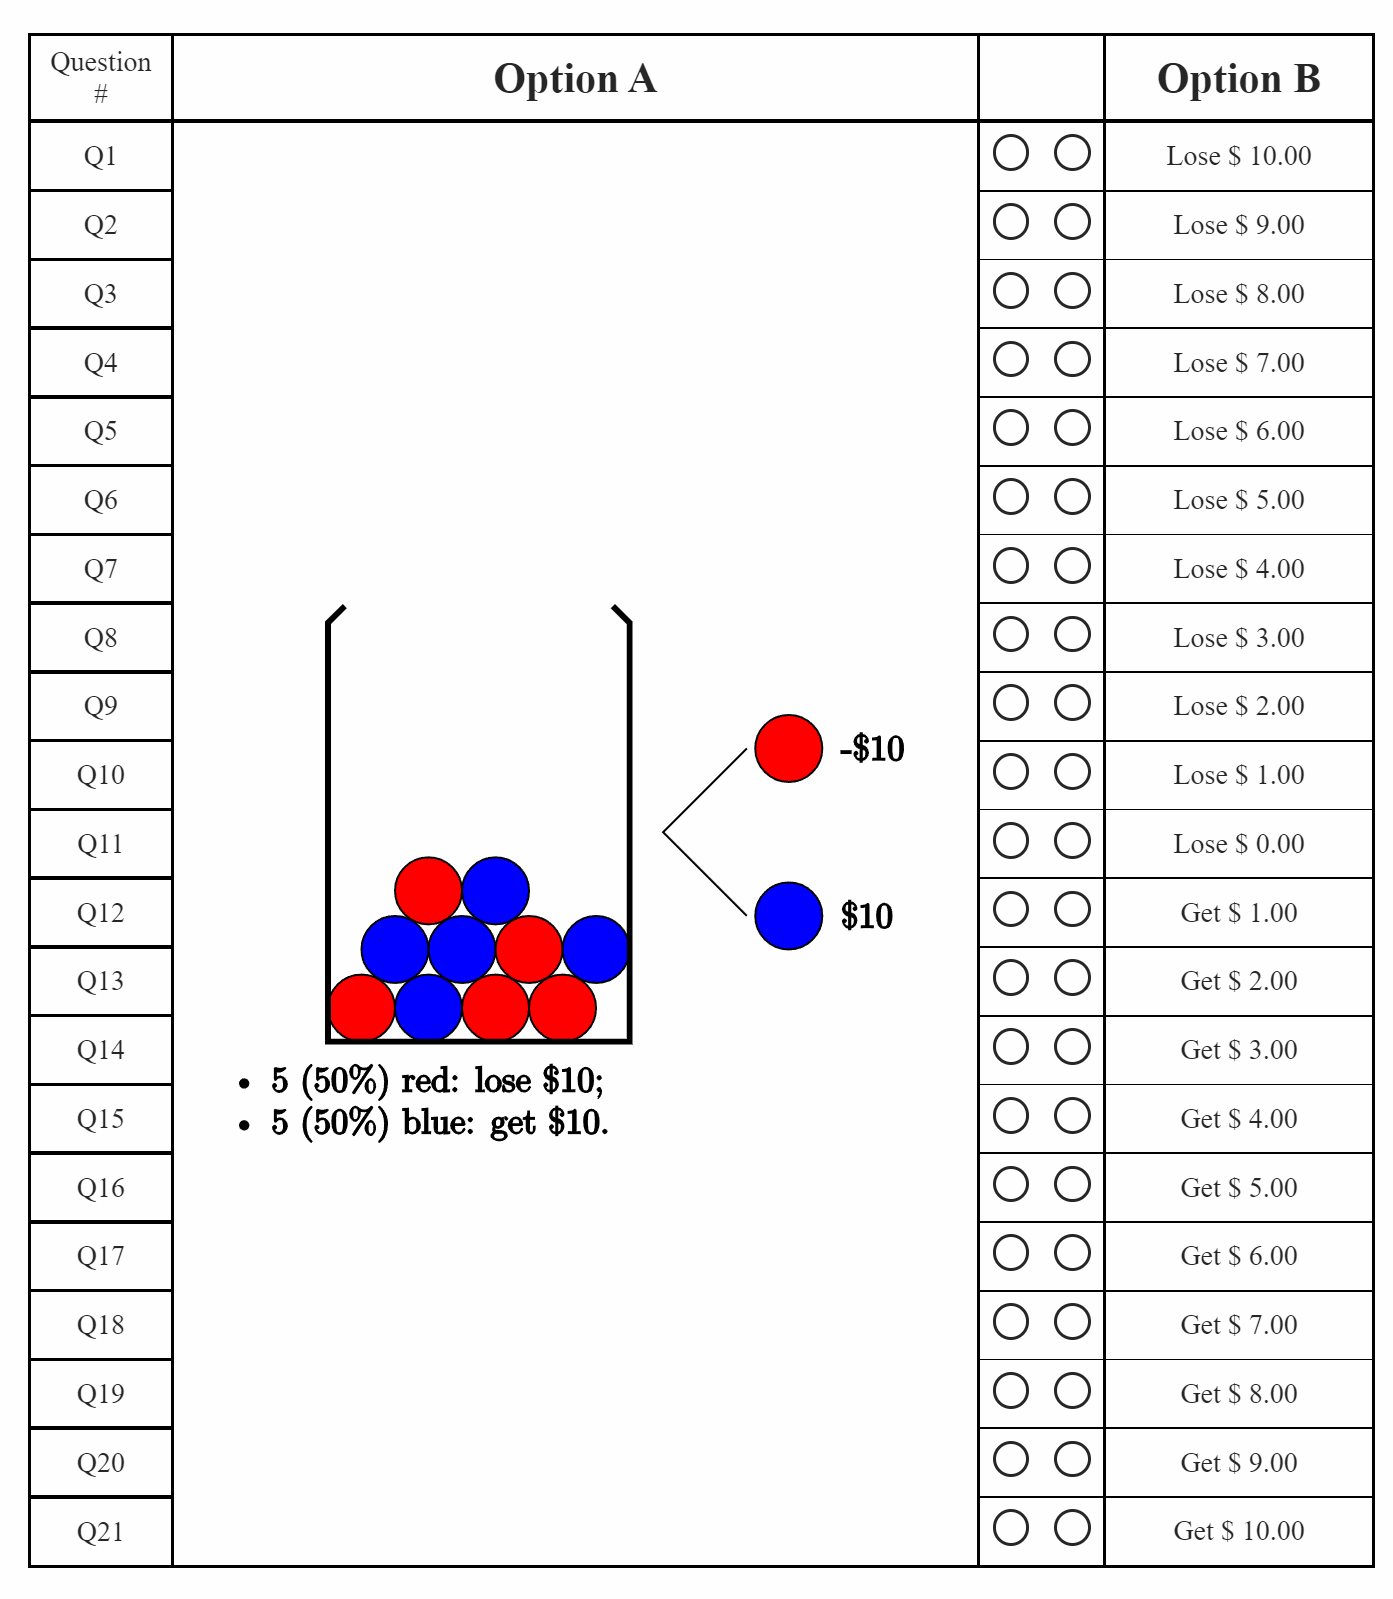 Question
#
Option A
Option B
Q1
Lose $ 10.00
Q2
Lose $ 9.00
Q3
Lose $ 8.00
Q4
Lose $ 7.00
Q5
Lose $ 6.00
Q6
Lose $ 5.00
Q7
Lose $ 4.00
Q8
Lose $ 3.00
Q9
Lose $ 2.00
Q10
Lose $ 1.00
Q11
Lose $ 0.00
Q12
Get $ 1.00
Q13
Get $ 2.00
Q14
Get $ 3.00
Q15
Get $ 4.00
Q16
Get $ 5.00
Q17
Get $ 6.00
Q18
Get $ 7.00
Q19
Get $ 8.00
Q20
Get $ 9.00
Q21
Get $ 10.00
-$10
$10
• 5 (50%) red: lose $10;
• 5 (50%) blue: get $10.